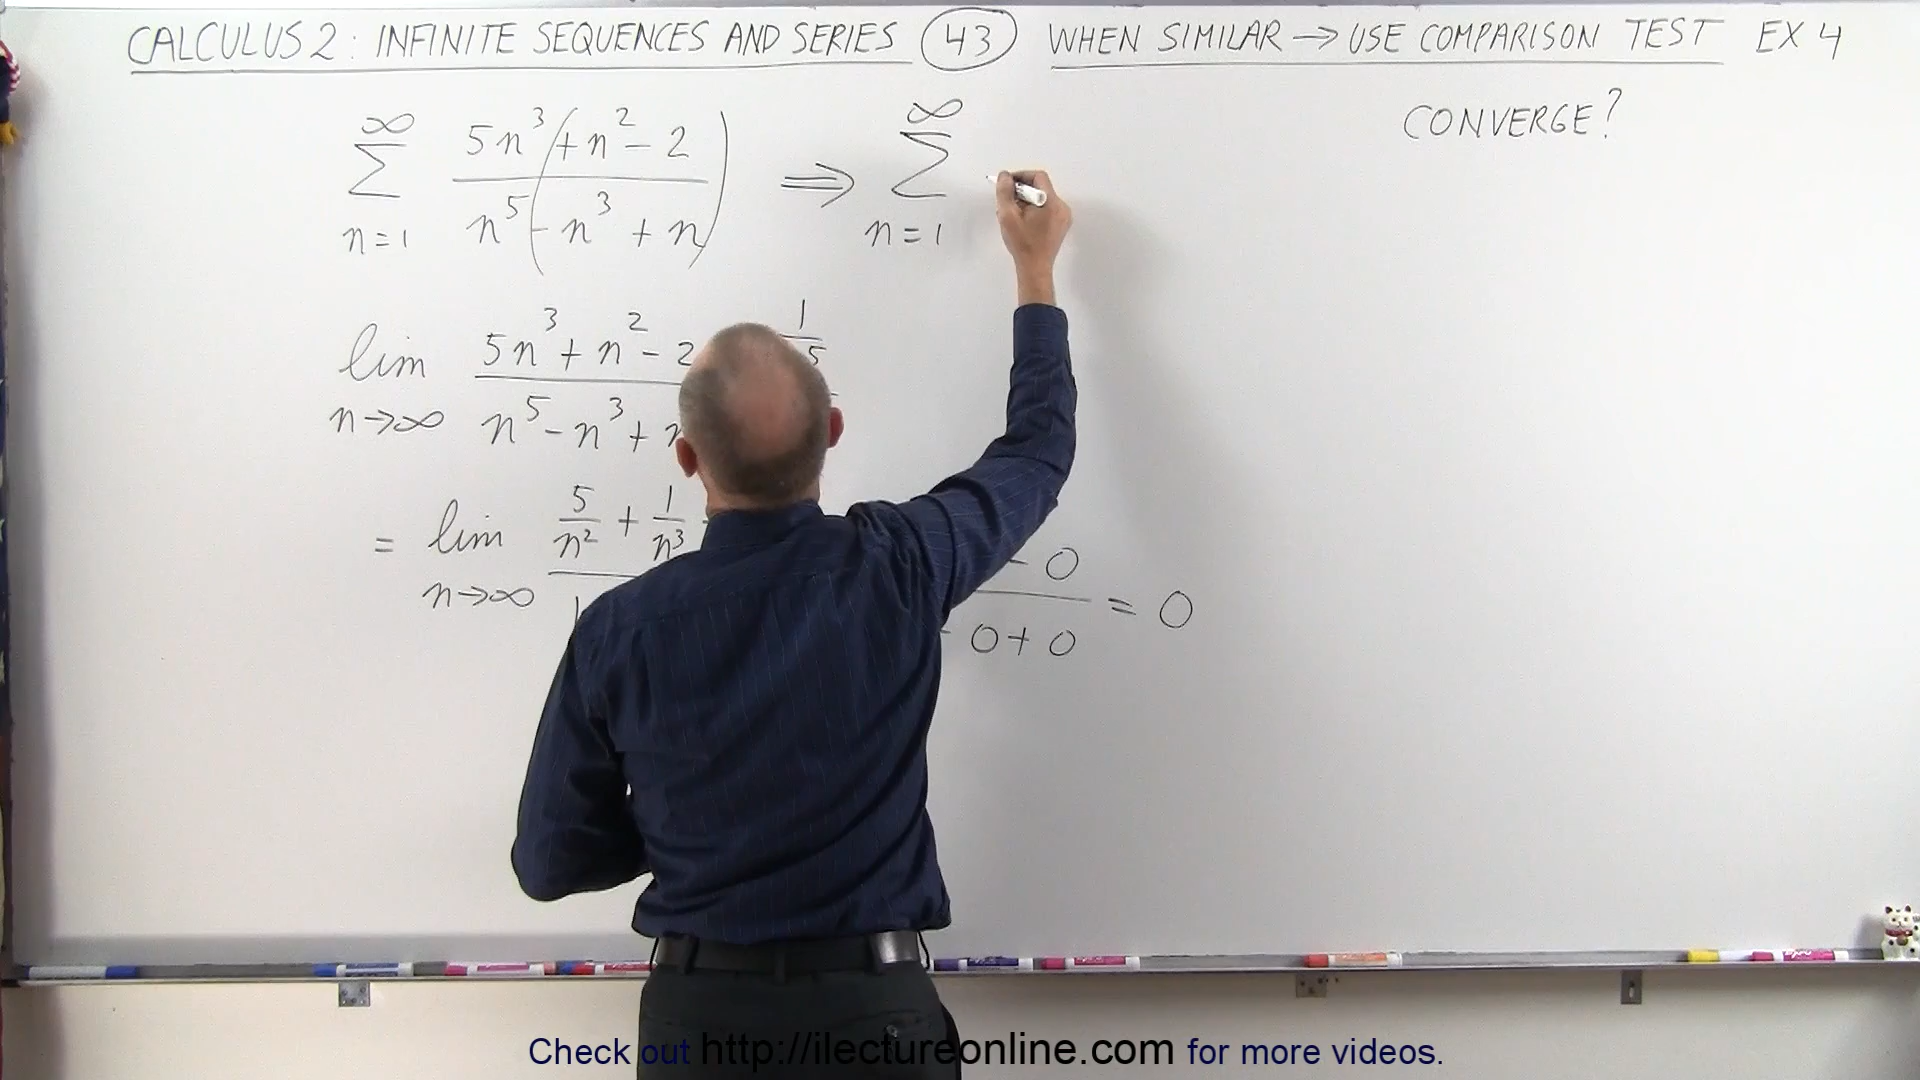 CALCULUS 2: INFINITE SEQUENCES AND SERIES 43 WHEN SIMILAR → USE COMPARISON TEST EX 4
CONVERGE?
∞ ∑ n=1 (5n³ + n² - 2)/(n⁵ - n³ + n) ⇒ ∞ ∑ n=1
lim n→∞ (5n³ + n² - 2)/(n⁵ - n³ +
= lim n→∞ 5/n² + 1/n³ - 0 / - 0 + 0 = 0
Check out http://ilectureonline.com for more videos.